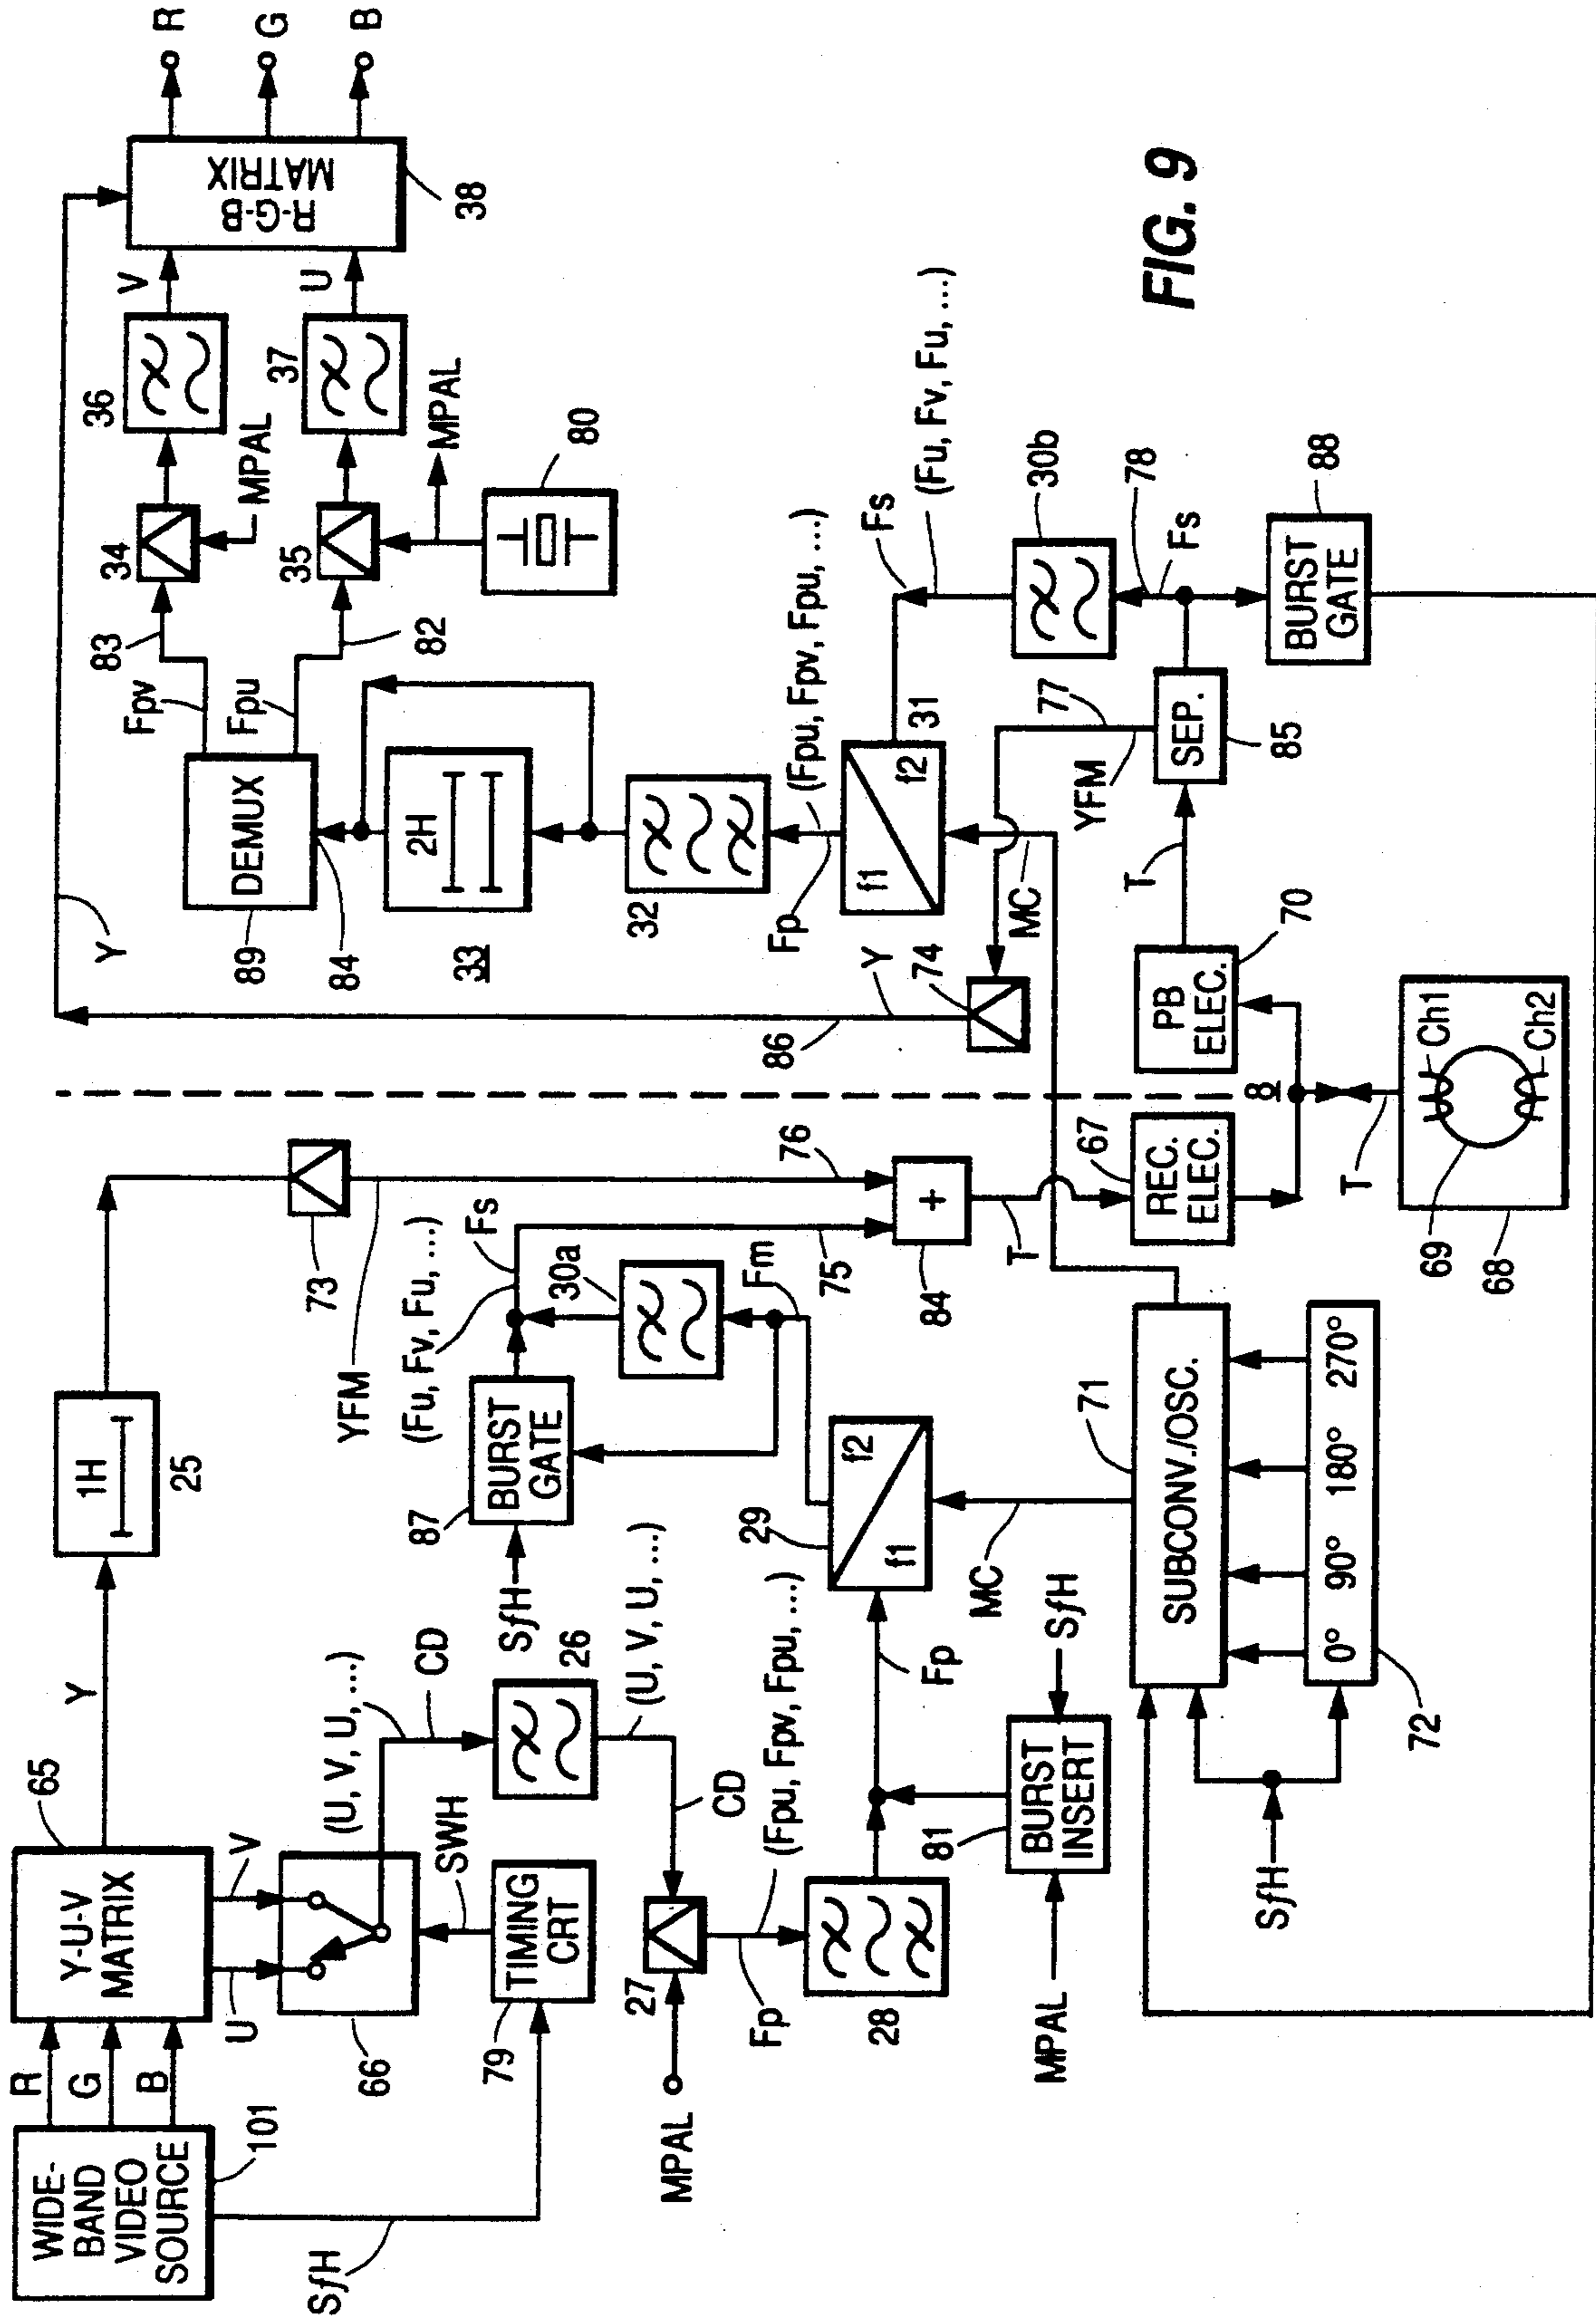 WIDE-
BAND
VIDEO
SOURCE
101
R
G
B
SfH
Y-U-V
MATRIX
65
Y
U
V
66
SWH
TIMING
CRT
79
(U, V, U, ...)
CD
26
(U, V, U, ...)
CD
27
MPAL
Fp
(Fpu, Fpv, Fpu, ...)
28
BURST
INSERT
81
MPAL
SfH
Fp
29
f1
f2
MC
SUBCONV./OSC.
71
0°
90°
180°
270°
72
SfH
1H
25
73
YFM
(Fu, Fv, Fu, ...)
Fs
BURST
GATE
87
SfH
30a
Fm
75
76
+
84
T
REC.
ELEC.
67
8
T
Ch1
Ch2
69
68
PB
ELEC.
70
T
SEP.
85
YFM
77
Fs
78
BURST
GATE
88
30b
Fs
(Fu, Fv, Fu, ...)
f1
f2
31
MC
74
Y
86
Fp
(Fpu, Fpv, Fpu, ...)
32
2H
33
84
DEMUX
89
Y
Fpv
Fpu
83
82
34
MPAL
35
MPAL
80
36
37
V
U
R-G-B
MATRIX
38
R
G
B
FIG. 9